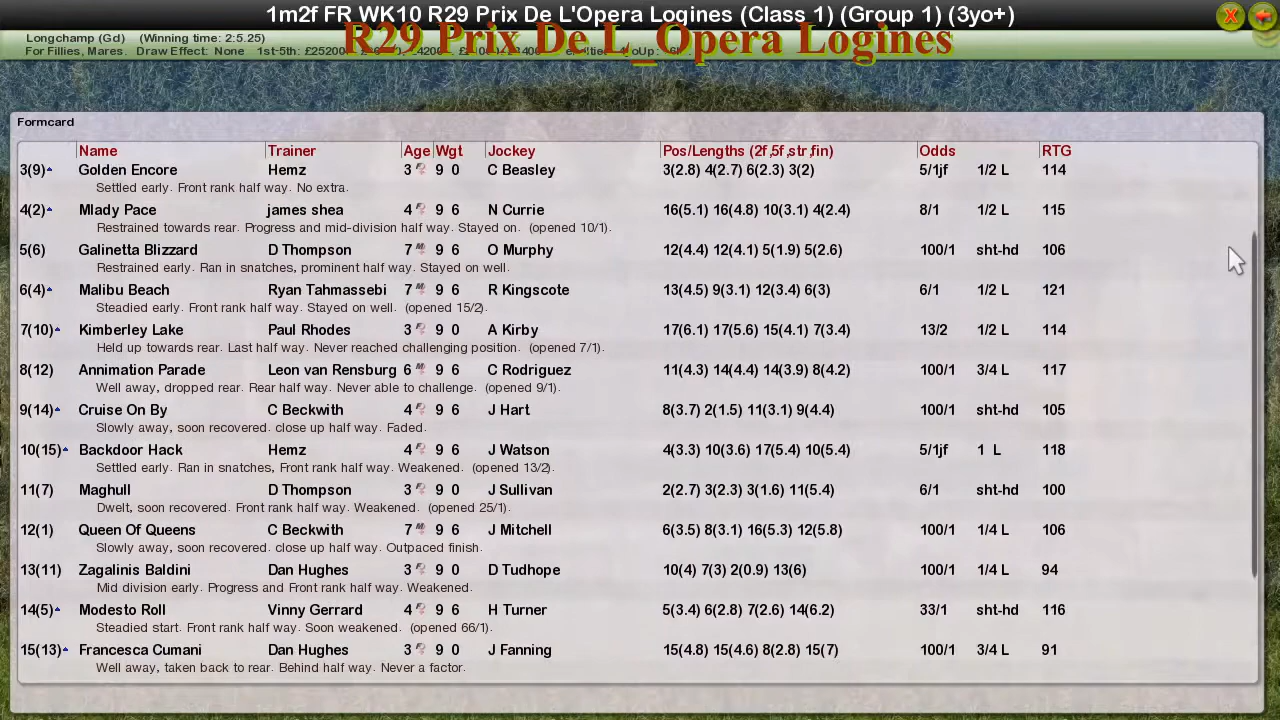 1m2f FR WK10 R29 Prix De L'Opera Loqines (Class 1) (Group 1) (3yo+)
R29 Prix De L_Opera Logines
Longchamp (Gd) (Winning time: 2:5.25)
For Fillies, Mares. Draw Effect: None 1st-5th: £25200
Formcard
Name Trainer Age Wgt Jockey Pos/Lengths (2f,5f,str,fin) Odds RTG
3(9) Golden Encore Hemz 3 9 0 C Beasley 3(2.8) 4(2.7) 6(2.3) 3(2) 5/1jf 1/2 L 114
Settled early. Front rank half way. No extra.
4(2) Mlady Pace james shea 4 9 6 N Currie 16(5.1) 16(4.8) 10(3.1) 4(2.4) 8/1 1/2 L 115
Restrained towards rear. Progress and mid-division half way. Stayed on. (opened 10/1).
5(6) Galinetta Blizzard D Thompson 7 9 6 O Murphy 12(4.4) 12(4.1) 5(1.9) 5(2.6) 100/1 sht-hd 106
Restrained early. Ran in snatches, prominent half way. Stayed on well.
6(4) Malibu Beach Ryan Tahmassebi 7 9 6 R Kingscote 13(4.5) 9(3.1) 12(3.4) 6(3) 6/1 1/2 L 121
Steadied early. Front rank half way. Stayed on well. (opened 15/2).
7(10) Kimberley Lake Paul Rhodes 3 9 0 A Kirby 17(6.1) 17(5.6) 15(4.1) 7(3.4) 13/2 1/2 L 114
Held up towards rear. Last half way. Never reached challenging position. (opened 7/1).
8(12) Annimation Parade Leon van Rensburg 6 9 6 C Rodriguez 11(4.3) 14(4.4) 14(3.9) 8(4.2) 100/1 3/4 L 117
Well away, dropped rear. Rear half way. Never able to challenge. (opened 9/1).
9(14) Cruise On By C Beckwith 4 9 6 J Hart 8(3.7) 2(1.5) 11(3.1) 9(4.4) 100/1 sht-hd 105
Slowly away, soon recovered. close up half way. Faded.
10(15) Backdoor Hack Hemz 4 9 6 J Watson 4(3.3) 10(3.6) 17(5.4) 10(5.4) 5/1jf 1 L 118
Settled early. Ran in snatches, Front rank half way. Weakened. (opened 13/2).
11(7) Maghull D Thompson 3 9 0 J Sullivan 2(2.7) 3(2.3) 3(1.6) 11(5.4) 6/1 sht-hd 100
Dwelt, soon recovered. Front rank half way. Weakened. (opened 25/1).
12(1) Queen Of Queens C Beckwith 7 9 6 J Mitchell 6(3.5) 8(3.1) 16(5.3) 12(5.8) 100/1 1/4 L 106
Slowly away, soon recovered. close up half way. Outpaced finish.
13(11) Zagalinis Baldini Dan Hughes 3 9 0 D Tudhope 10(4) 7(3) 2(0.9) 13(6) 100/1 1/4 L 94
Mid division early. Progress and Front rank half way. Weakened.
14(5) Modesto Roll Vinny Gerrard 4 9 6 H Turner 5(3.4) 6(2.8) 7(2.6) 14(6.2) 33/1 sht-hd 116
Steadied start. Front rank half way. Soon weakened. (opened 66/1).
15(13) Francesca Cumani Dan Hughes 3 9 0 J Fanning 15(4.8) 15(4.6) 8(2.8) 15(7) 100/1 3/4 L 91
Well away, taken back to rear. Behind half way. Never a factor.